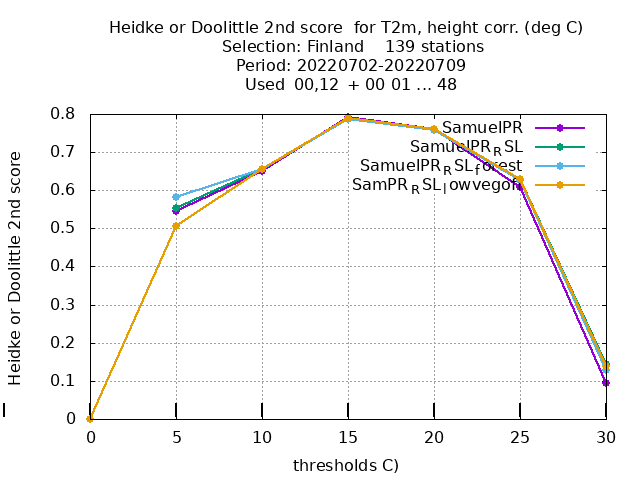 Heidke or Doolittle 2nd score for T2m, height corr. (deg C)
Selection: Finland 139 stations
Period: 20220702-20220709
Used 00,12 + 00 01 ... 48
Heidke or Doolittle 2nd score
0.8
0.7
0.6
0.5
0.4
0.3
0.2
0.1
0
SamuelPR
SamuelPR_RSL
SamuelPR_RSL_forest
SamPR_RSL_lowvegoff
0 5 10 15 20 25 30
thresholds C)